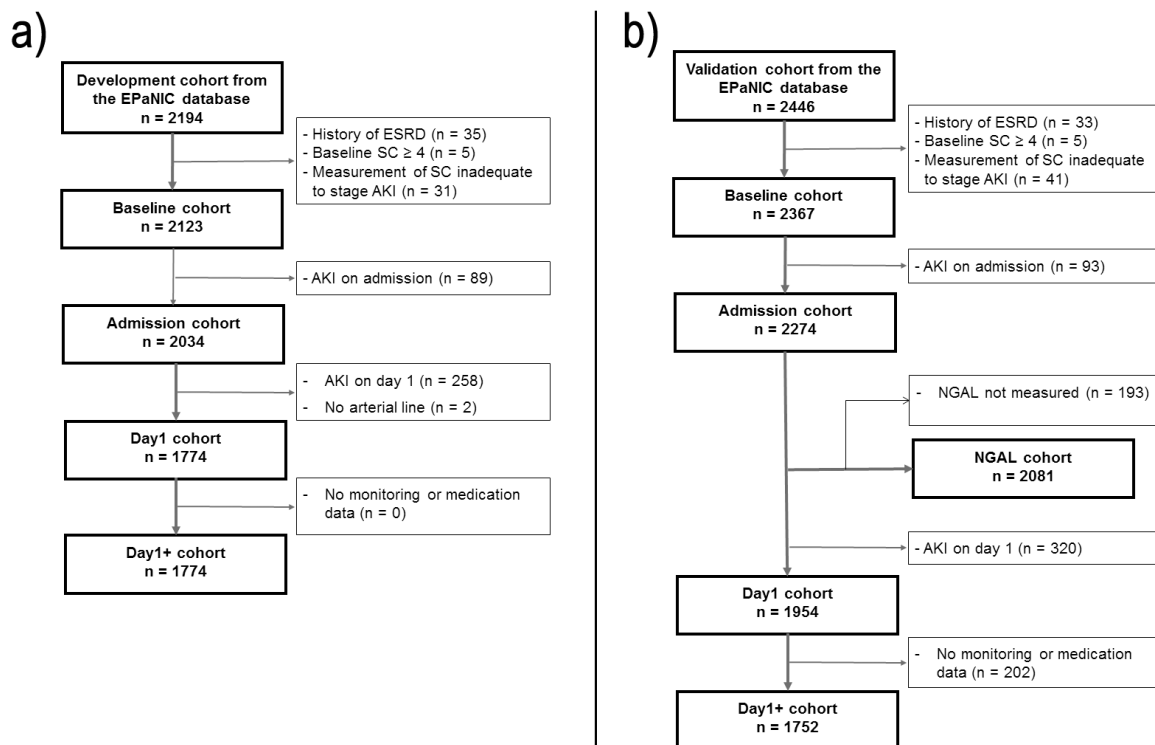 a)
Development cohort from
the EPaNIC database
n = 2194
- History of ESRD (n = 35)
- Baseline SC ≥ 4 (n = 5)
- Measurement of SC inadequate
to stage AKI (n = 31)
Baseline cohort
n = 2123
- AKI on admission (n = 89)
Admission cohort
n = 2034
- AKI on day 1 (n = 258)
- No arterial line (n = 2)
Day1 cohort
n = 1774
- No monitoring or medication
data (n = 0)
Day1+ cohort
n = 1774
b)
Validation cohort from the
EPaNIC database
n = 2446
- History of ESRD (n = 33)
- Baseline SC ≥ 4 (n = 5)
- Measurement of SC inadequate
to stage AKI (n = 41)
Baseline cohort
n = 2367
- AKI on admission (n = 93)
Admission cohort
n = 2274
- NGAL not measured (n = 193)
NGAL cohort
n = 2081
- AKI on day 1 (n = 320)
Day1 cohort
n = 1954
- No monitoring or medication
data (n = 202)
Day1+ cohort
n = 1752